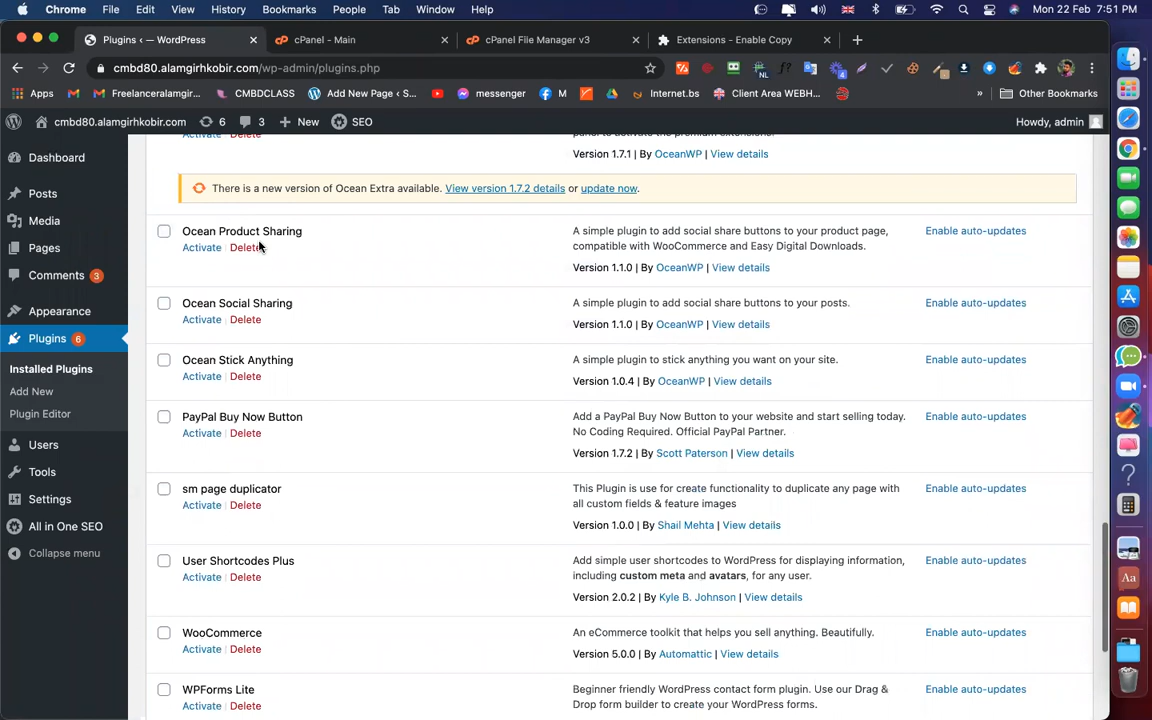 Chrome File Edit View History Bookmarks People Tab Window Help Mon 22 Feb 7:51 PM
Plugins ‹ — WordPress cPanel - Main cPanel File Manager v3 Extensions - Enable Copy
cmbd80.alamgirhkobir.com/wp-admin/plugins.php
Apps Freelanceralamgir... CMBDCLASS Add New Page ‹ S... messenger M Internet.bs Client Area WEBH... » Other Bookmarks
cmbd80.alamgirhkobir.com 6 3 New SEO Howdy, admin
Dashboard
Posts
Media
Pages
Comments 3
Appearance
Plugins 6
Installed Plugins
Add New
Plugin Editor
Users
Tools
Settings
All in One SEO
Collapse menu
Activate | Delete
panel to activate the premium extensions.
Version 1.7.1 | By OceanWP | View details
There is a new version of Ocean Extra available. View version 1.7.2 details or update now.
Ocean Product Sharing
Activate | Delete
A simple plugin to add social share buttons to your product page,
compatible with WooCommerce and Easy Digital Downloads.
Version 1.1.0 | By OceanWP | View details
Enable auto-updates
Ocean Social Sharing
Activate | Delete
A simple plugin to add social share buttons to your posts.
Version 1.1.0 | By OceanWP | View details
Enable auto-updates
Ocean Stick Anything
Activate | Delete
A simple plugin to stick anything you want on your site.
Version 1.0.4 | By OceanWP | View details
Enable auto-updates
PayPal Buy Now Button
Activate | Delete
Add a PayPal Buy Now Button to your website and start selling today.
No Coding Required. Official PayPal Partner.
Version 1.7.2 | By Scott Paterson | View details
Enable auto-updates
sm page duplicator
Activate | Delete
This Plugin is use for create functionality to duplicate any page with
all custom fields & feature images
Version 1.0.0 | By Shail Mehta | View details
Enable auto-updates
User Shortcodes Plus
Activate | Delete
Add simple user shortcodes to WordPress for displaying information,
including custom meta and avatars, for any user.
Version 2.0.2 | By Kyle B. Johnson | View details
Enable auto-updates
WooCommerce
Activate | Delete
An eCommerce toolkit that helps you sell anything. Beautifully.
Version 5.0.0 | By Automattic | View details
Enable auto-updates
WPForms Lite
Activate | Delete
Beginner friendly WordPress contact form plugin. Use our Drag &
Drop form builder to create your WordPress forms.
Enable auto-updates